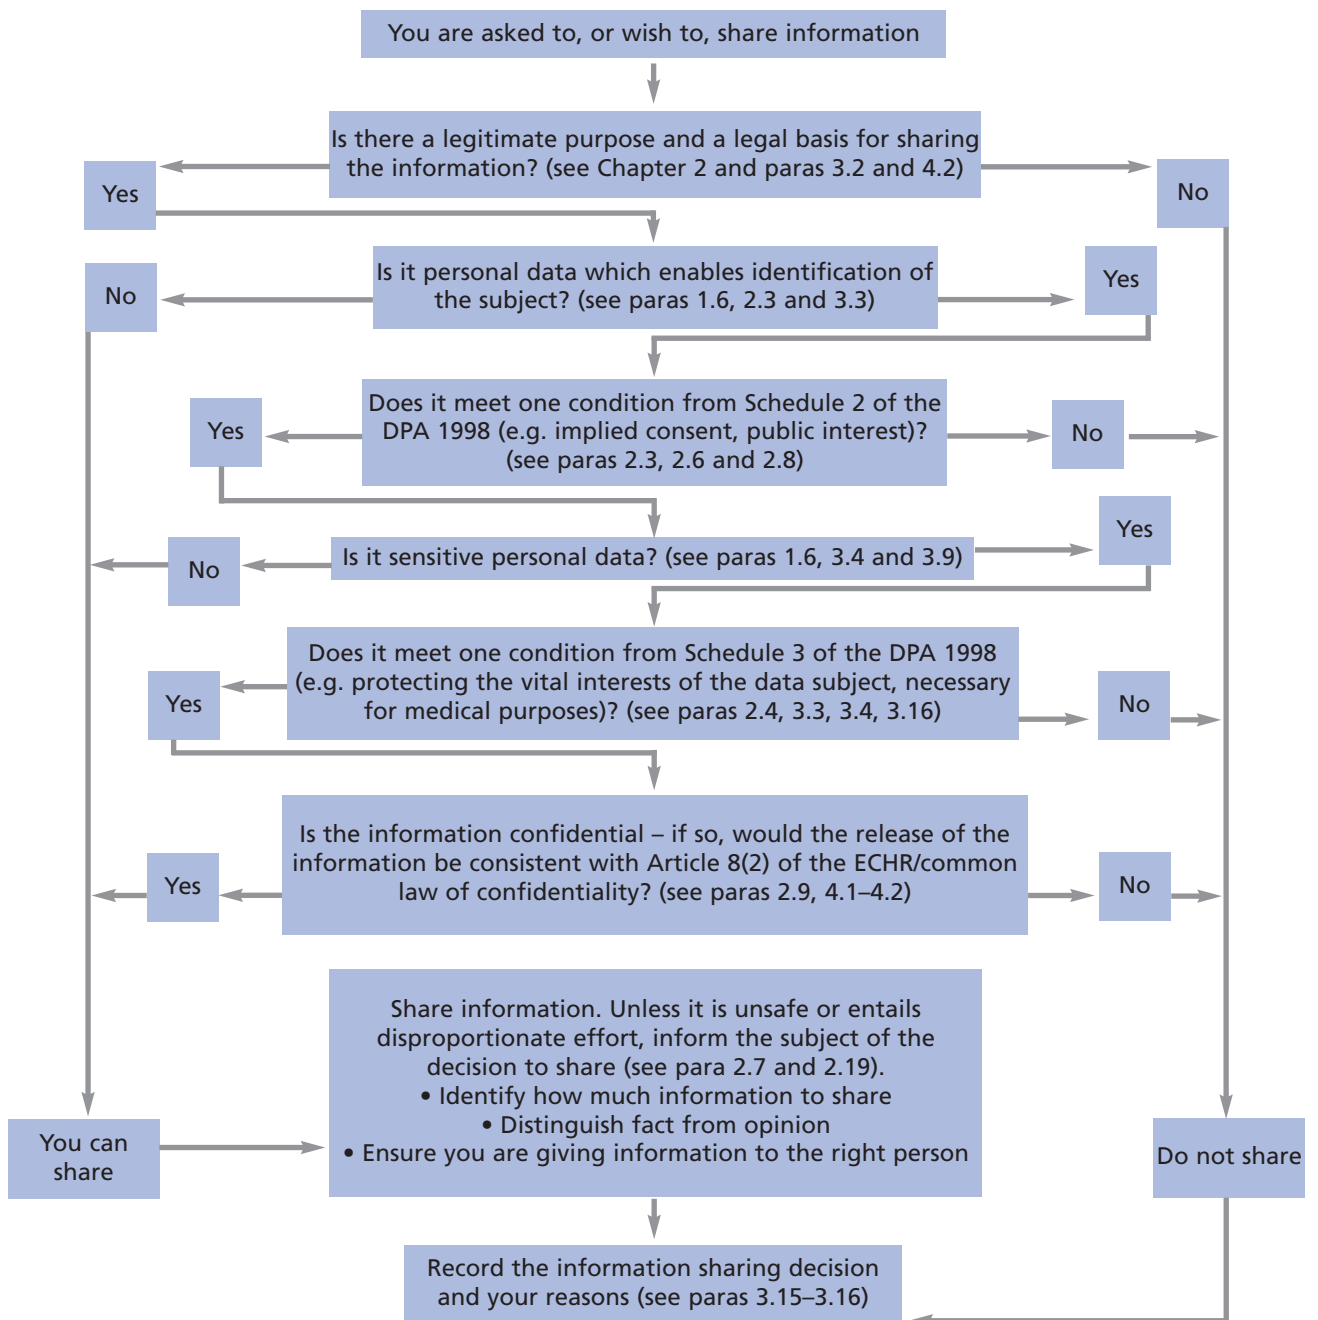 You are asked to, or wish to, share information
Is there a legitimate purpose and a legal basis for sharing
the information? (see Chapter 2 and paras 3.2 and 4.2)
Yes
No
Is it personal data which enables identification of
the subject? (see paras 1.6, 2.3 and 3.3)
No
Yes
Does it meet one condition from Schedule 2 of the
DPA 1998 (e.g. implied consent, public interest)?
(see paras 2.3, 2.6 and 2.8)
Yes
No
Is it sensitive personal data? (see paras 1.6, 3.4 and 3.9)
No
Yes
Does it meet one condition from Schedule 3 of the DPA 1998
(e.g. protecting the vital interests of the data subject, necessary
for medical purposes)? (see paras 2.4, 3.3, 3.4, 3.16)
Yes
No
Is the information confidential – if so, would the release of the
information be consistent with Article 8(2) of the ECHR/common
law of confidentiality? (see paras 2.9, 4.1–4.2)
Yes
No
Share information. Unless it is unsafe or entails
disproportionate effort, inform the subject of the
decision to share (see para 2.7 and 2.19).
• Identify how much information to share
• Distinguish fact from opinion
• Ensure you are giving information to the right person
You can
share
Do not share
Record the information sharing decision
and your reasons (see paras 3.15–3.16)